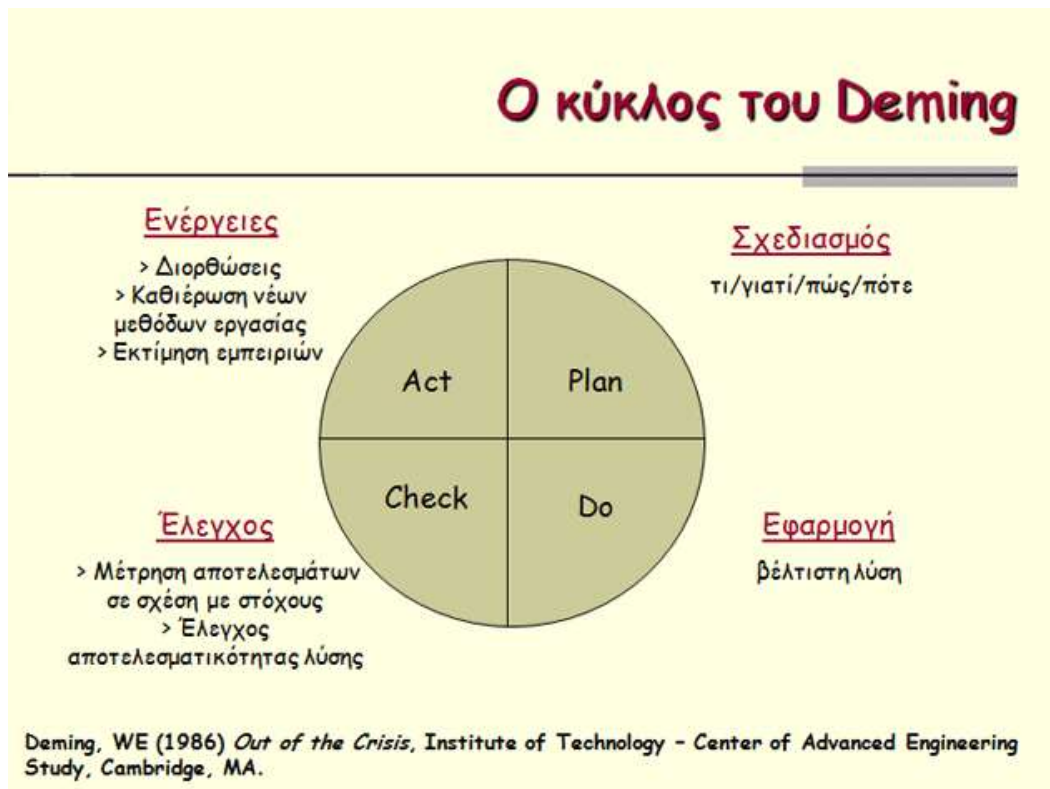 Ο κύκλος του Deming
Ενέργειες
> Διορθώσεις
> Καθιέρωση νέων
μεθόδων εργασίας
> Εκτίμηση εμπειριών
Σχεδιασμός
τι/γιατί/πώς/πότε
Act
Plan
Check
Do
Έλεγχος
> Μέτρηση αποτελεσμάτων
σε σχέση με στόχους
> Έλεγχος
αποτελεσματικότητας λύσης
Εφαρμογή
βέλτιστη λύση
Deming, WE (1986) Out of the Crisis, Institute of Technology – Center of Advanced Engineering
Study, Cambridge, MA.